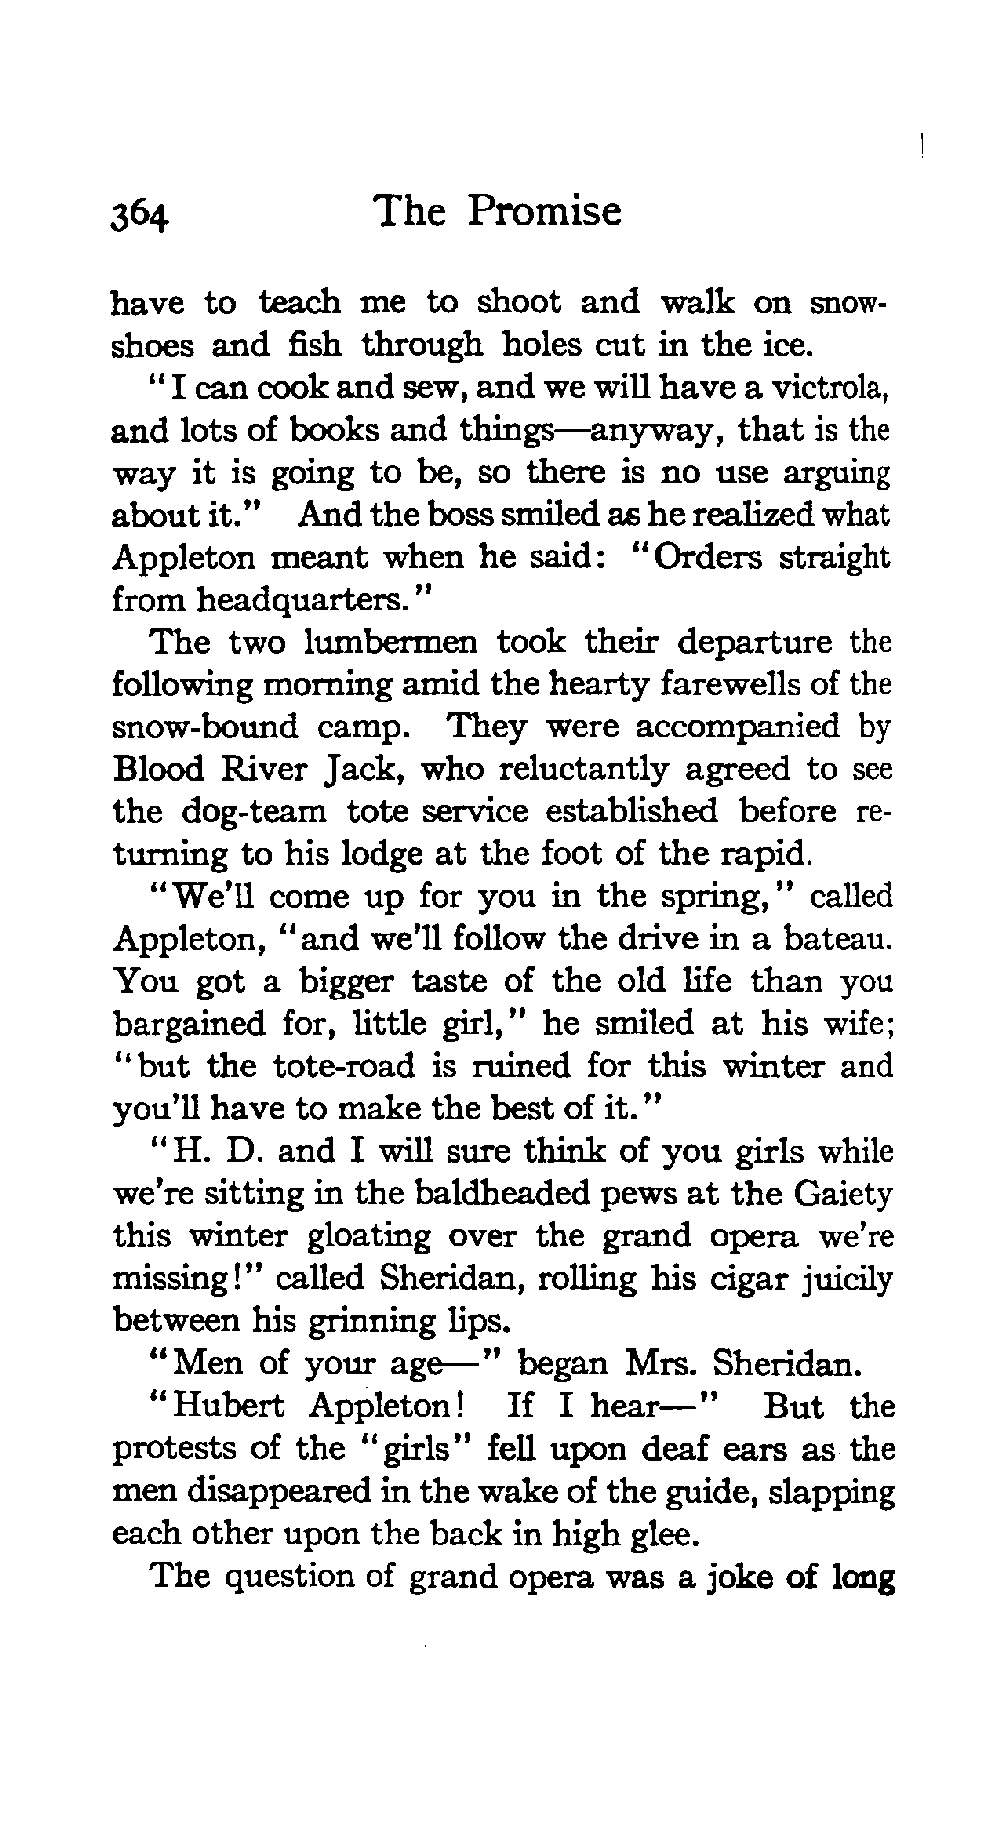 364 The Promise
have to teach me to shoot and walk on snow-
shoes and fish through holes cut in the ice.
"I can cook and sew, and we will have a victrola,
and lots of books and things—anyway, that is the
way it is going to be, so there is no use arguing
about it." And the boss smiled as he realized what
Appleton meant when he said: "Orders straight
from headquarters."
The two lumbermen took their departure the
following morning amid the hearty farewells of the
snow-bound camp. They were accompanied by
Blood River Jack, who reluctantly agreed to see
the dog-team tote service established before re-
turning to his lodge at the foot of the rapid.
"We'll come up for you in the spring," called
Appleton, "and we'll follow the drive in a bateau.
You got a bigger taste of the old life than you
bargained for, little girl," he smiled at his wife;
"but the tote-road is ruined for this winter and
you'll have to make the best of it."
"H. D. and I will sure think of you girls while
we're sitting in the baldheaded pews at the Gaiety
this winter gloating over the grand opera we're
missing!" called Sheridan, rolling his cigar juicily
between his grinning lips.
"Men of your age—" began Mrs. Sheridan.
"Hubert Appleton! If I hear—" But the
protests of the "girls" fell upon deaf ears as the
men disappeared in the wake of the guide, slapping
each other upon the back in high glee.
The question of grand opera was a joke of long